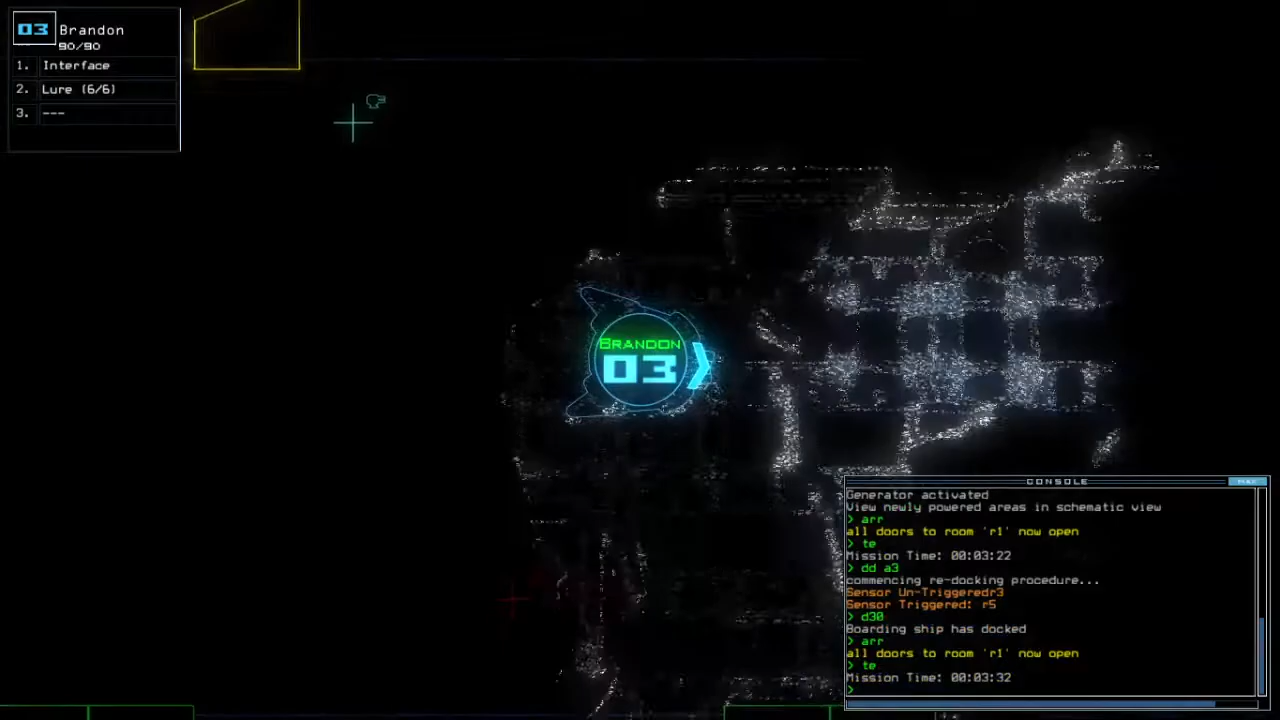 03 Brandon
90/90
1. Interface
2. Lure (6/6)
3. ---
BRANDON
03
CONSOLE
Generator activated
View newly powered areas in schematic view
> arr
all doors to room 'r1' now open
> te
Mission Time: 00:03:22
> dd a3
commencing re-docking procedure...
Sensor Un-Triggeredr3
Sensor Triggered: r5
> d30
Boarding ship has docked
> arr
all doors to room 'r1' now open
> te
Mission Time: 00:03:32
>